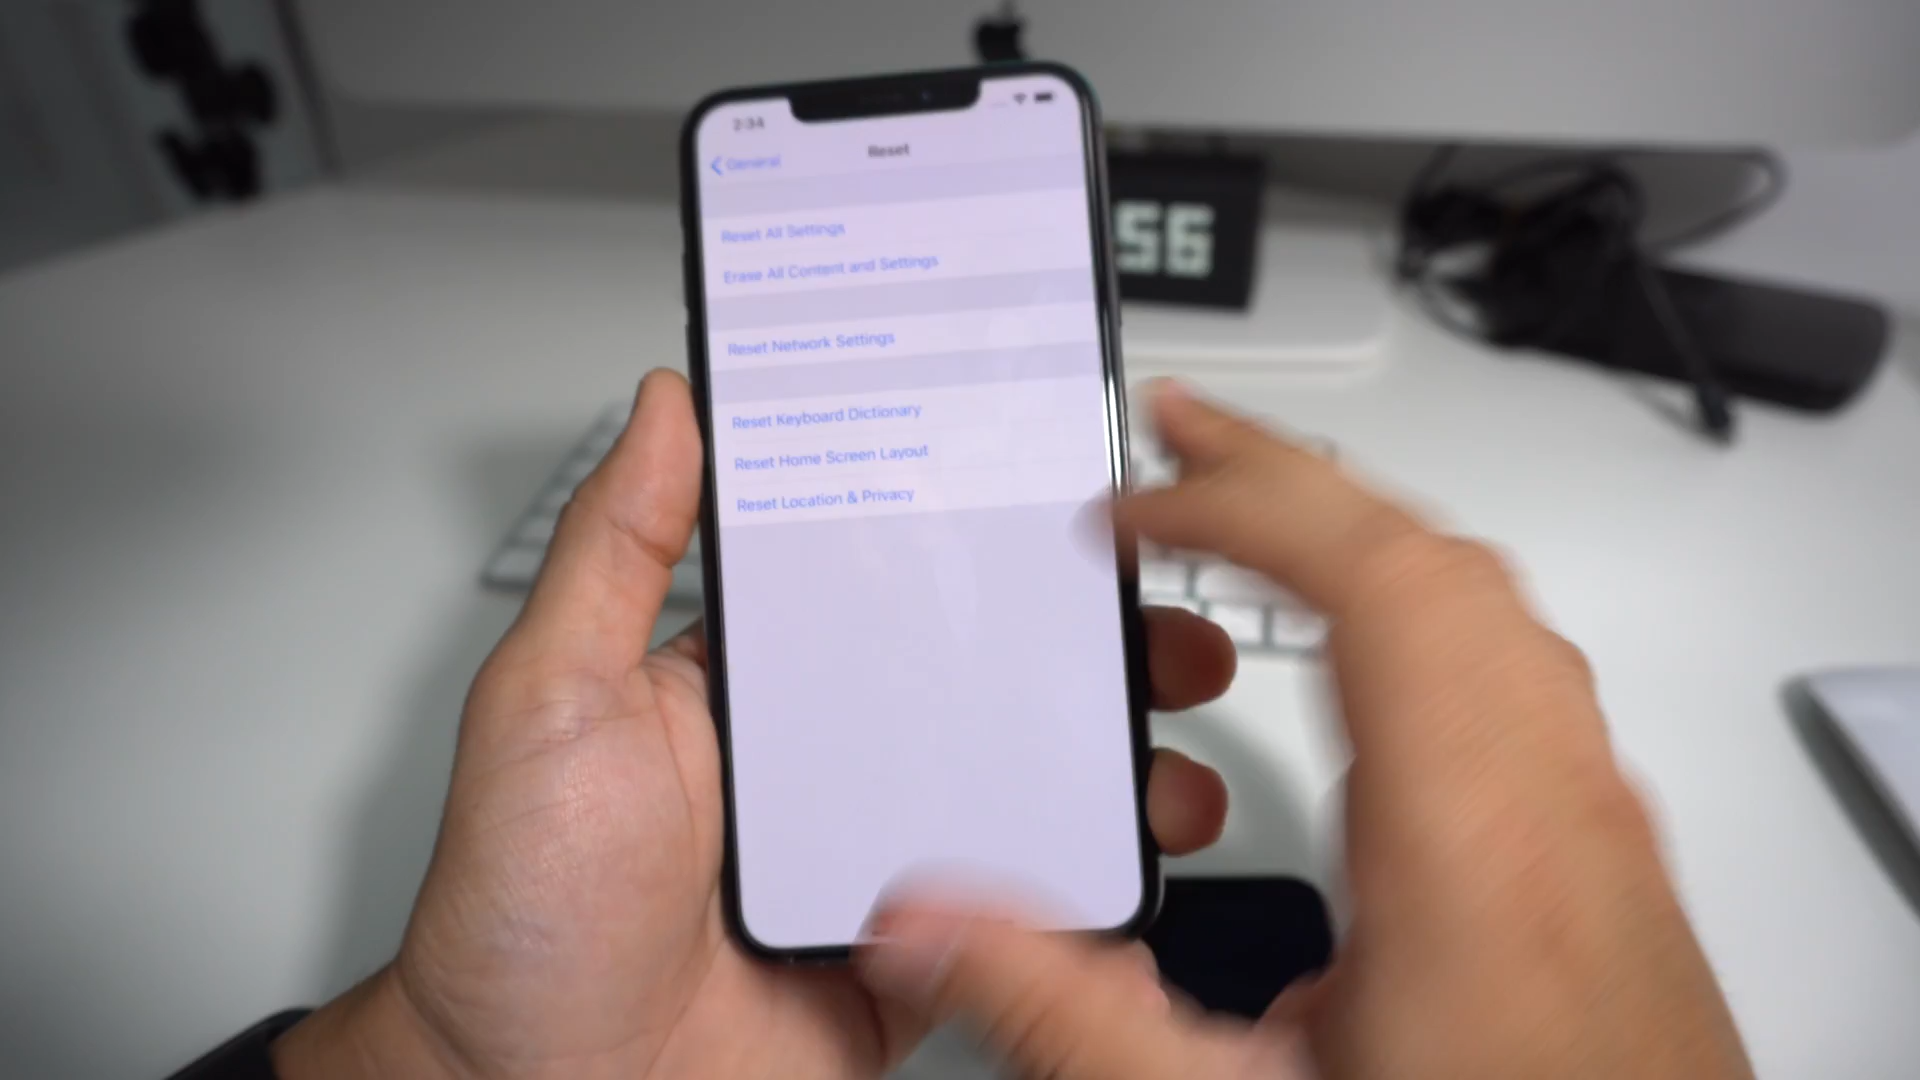 2:34
General
Reset
Reset All Settings
Erase All Content and Settings
Reset Network Settings
Reset Keyboard Dictionary
Reset Home Screen Layout
Reset Location & Privacy
56